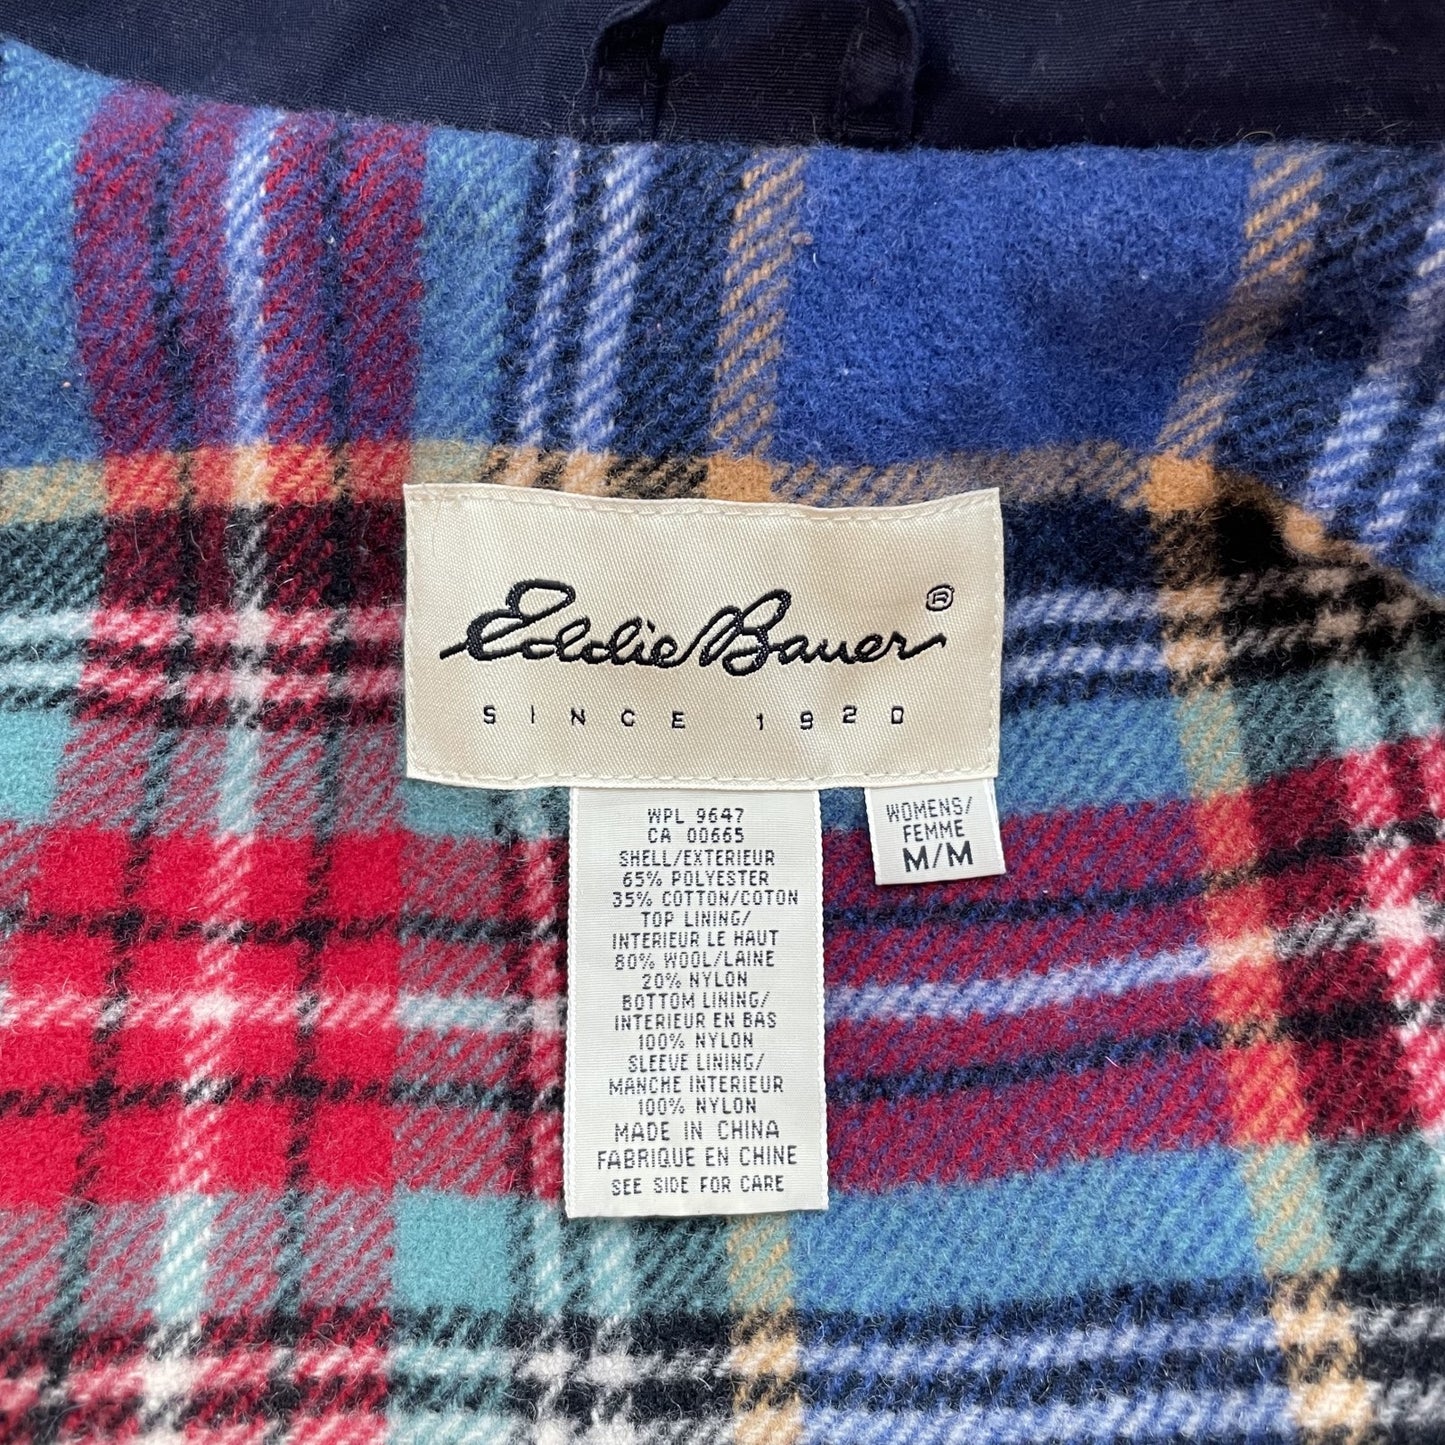 Eddie Bauer ®
SINCE 1920
WPL 9647
CA 00665
SHELL/EXTERIEUR
65% POLYESTER
35% COTTON/COTON
TOP LINING/
INTERIEUR LE HAUT
80% WOOL/LAINE
20% NYLON
BOTTOM LINING/
INTERIEUR EN BAS
100% NYLON
SLEEVE LINING/
MANCHE INTERIEUR
100% NYLON
MADE IN CHINA
FABRIQUE EN CHINE
SEE SIDE FOR CARE
WOMENS/
FEMME
M/M